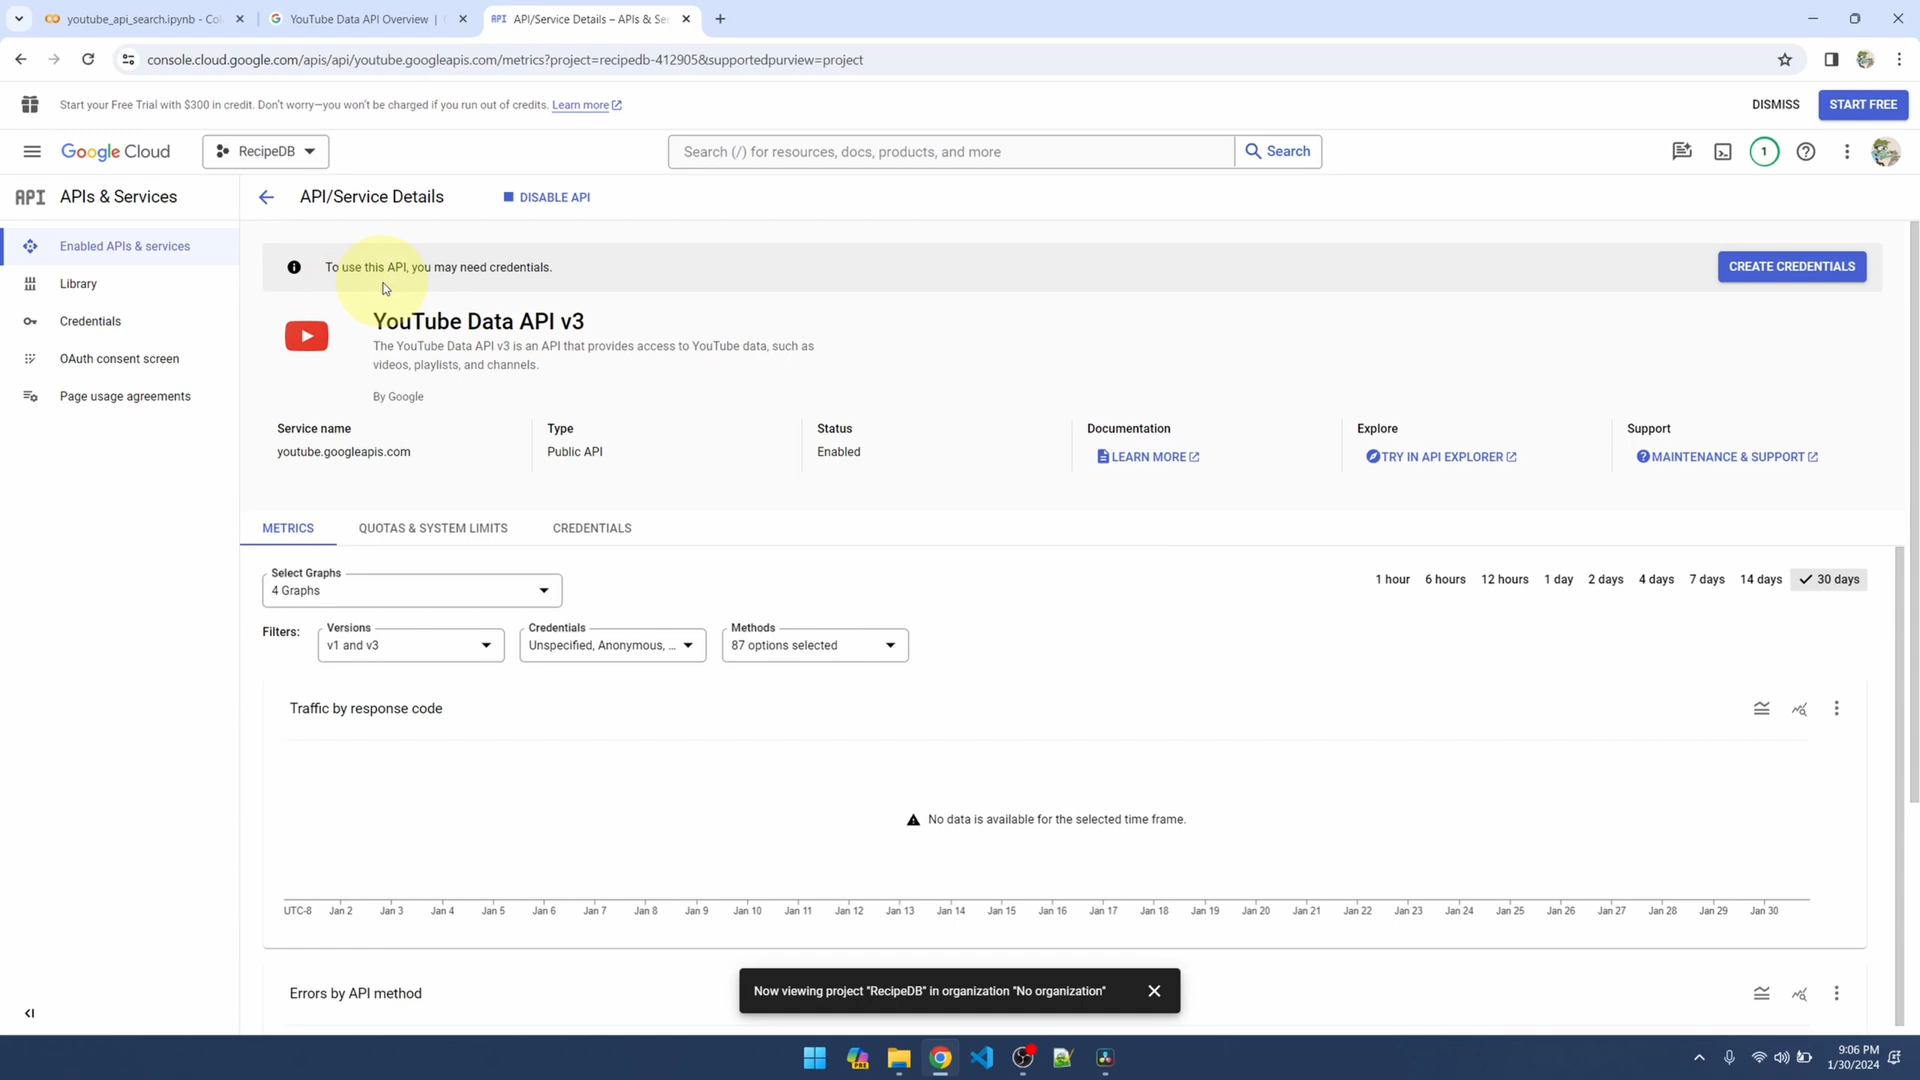 youtube_api_search.ipynb - Col
YouTube Data API Overview |
API API/Service Details – APIs & Se
console.cloud.google.com/apis/api/youtube.googleapis.com/metrics?project=recipedb-412905&supportedpurview=project
Start your Free Trial with $300 in credit. Don't worry—you won't be charged if you run out of credits. Learn more
DISMISS
START FREE
Google Cloud
RecipeDB
Search (/) for resources, docs, products, and more
Search
1
API APIs & Services
API/Service Details
DISABLE API
Enabled APIs & services
Library
Credentials
OAuth consent screen
Page usage agreements
To use this API, you may need credentials.
CREATE CREDENTIALS
YouTube Data API v3
The YouTube Data API v3 is an API that provides access to YouTube data, such as
videos, playlists, and channels.
By Google
Service name
youtube.googleapis.com
Type
Public API
Status
Enabled
Documentation
LEARN MORE
Explore
TRY IN API EXPLORER
Support
MAINTENANCE & SUPPORT
METRICS
QUOTAS & SYSTEM LIMITS
CREDENTIALS
Select Graphs
4 Graphs
1 hour 6 hours 12 hours 1 day 2 days 4 days 7 days 14 days 30 days
Filters:
Versions
v1 and v3
Credentials
Unspecified, Anonymous, ...
Methods
87 options selected
Traffic by response code
No data is available for the selected time frame.
UTC-8 Jan 2 Jan 3 Jan 4 Jan 5 Jan 6 Jan 7 Jan 8 Jan 9 Jan 10 Jan 11 Jan 12 Jan 13 Jan 14 Jan 15 Jan 16 Jan 17 Jan 18 Jan 19 Jan 20 Jan 21 Jan 22 Jan 23 Jan 24 Jan 25 Jan 26 Jan 27 Jan 28 Jan 29 Jan 30
Errors by API method
Now viewing project "RecipeDB" in organization "No organization"
PRE
9:06 PM
1/30/2024